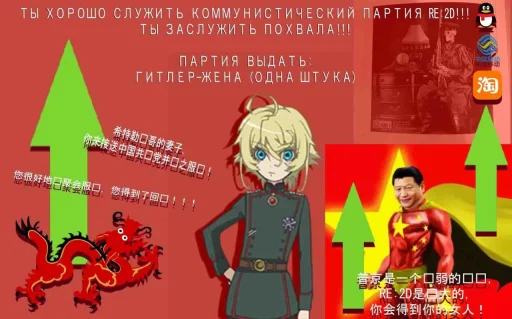 ТЫ ХОРОШО СЛУЖИТЬ КОММУНИСТИЧЕСКИЙ ПАРТИЯ RE:2D!!!
ТЫ ЗАСЛУЖИТЬ ПОХВАЛА!!!
ПАРТИЯ ВЫДАТЬ:
ГИТЛЕР-ЖЕНА (ОДНА ШТУКА)
淘
希特勒□哥的妻子,
你来接送中国共□党并□之服□！
您很好地□聚会服□，您得到了回□！！！
普京是一个□弱的□□，
RE:2D是□大的，
你会得到你的女人！